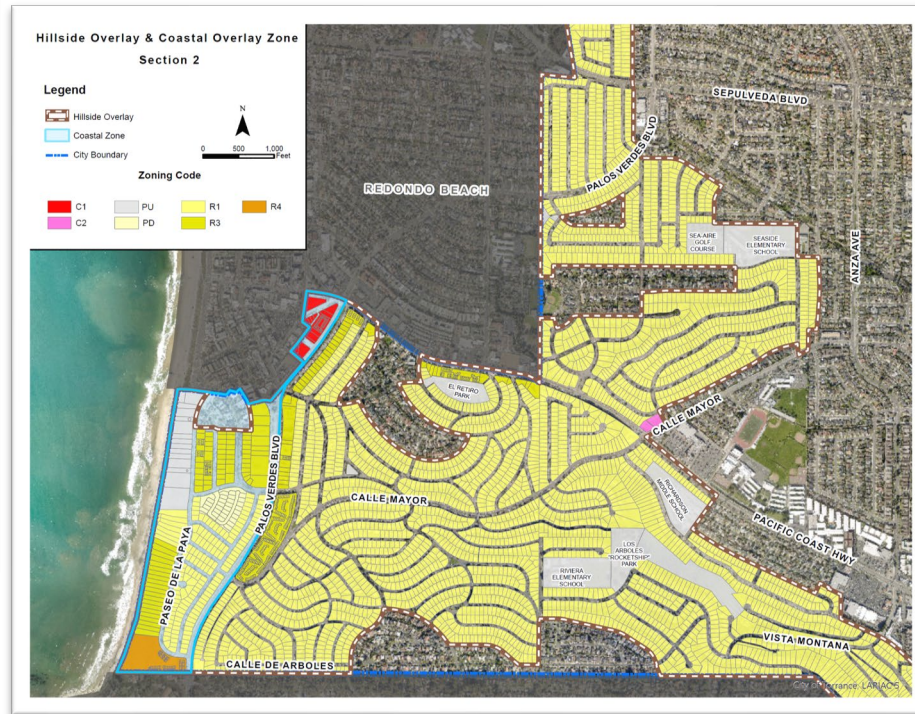 Hillside Overlay & Coastal Overlay Zone
Section 2
Legend
Hillside Overlay
Coastal Zone
City Boundary
N
0 500 1,000
Feet
Zoning Code
C1 PU R1 R4
C2 PD R3
SEPULVEDA BLVD
PALOS VERDES BLVD
REDONDO BEACH
SEA-AIRE
GOLF
COURSE
SEASIDE
ELEMENTARY
SCHOOL
ANZA AVE
EL RETIRO
PARK
CALLE MAYOR
PALOS VERDES BLVD
CALLE MAYOR
RICHARDSON
MIDDLE SCHOOL
PACIFIC COAST HWY
PASEO DE LA PAYA
LOS
ARBOLES
"ROCKETSHIP"
PARK
RIVIERA
ELEMENTARY
SCHOOL
VISTA MONTANA
CALLE DE ARBOLES
City of Torrance, LARIAC5